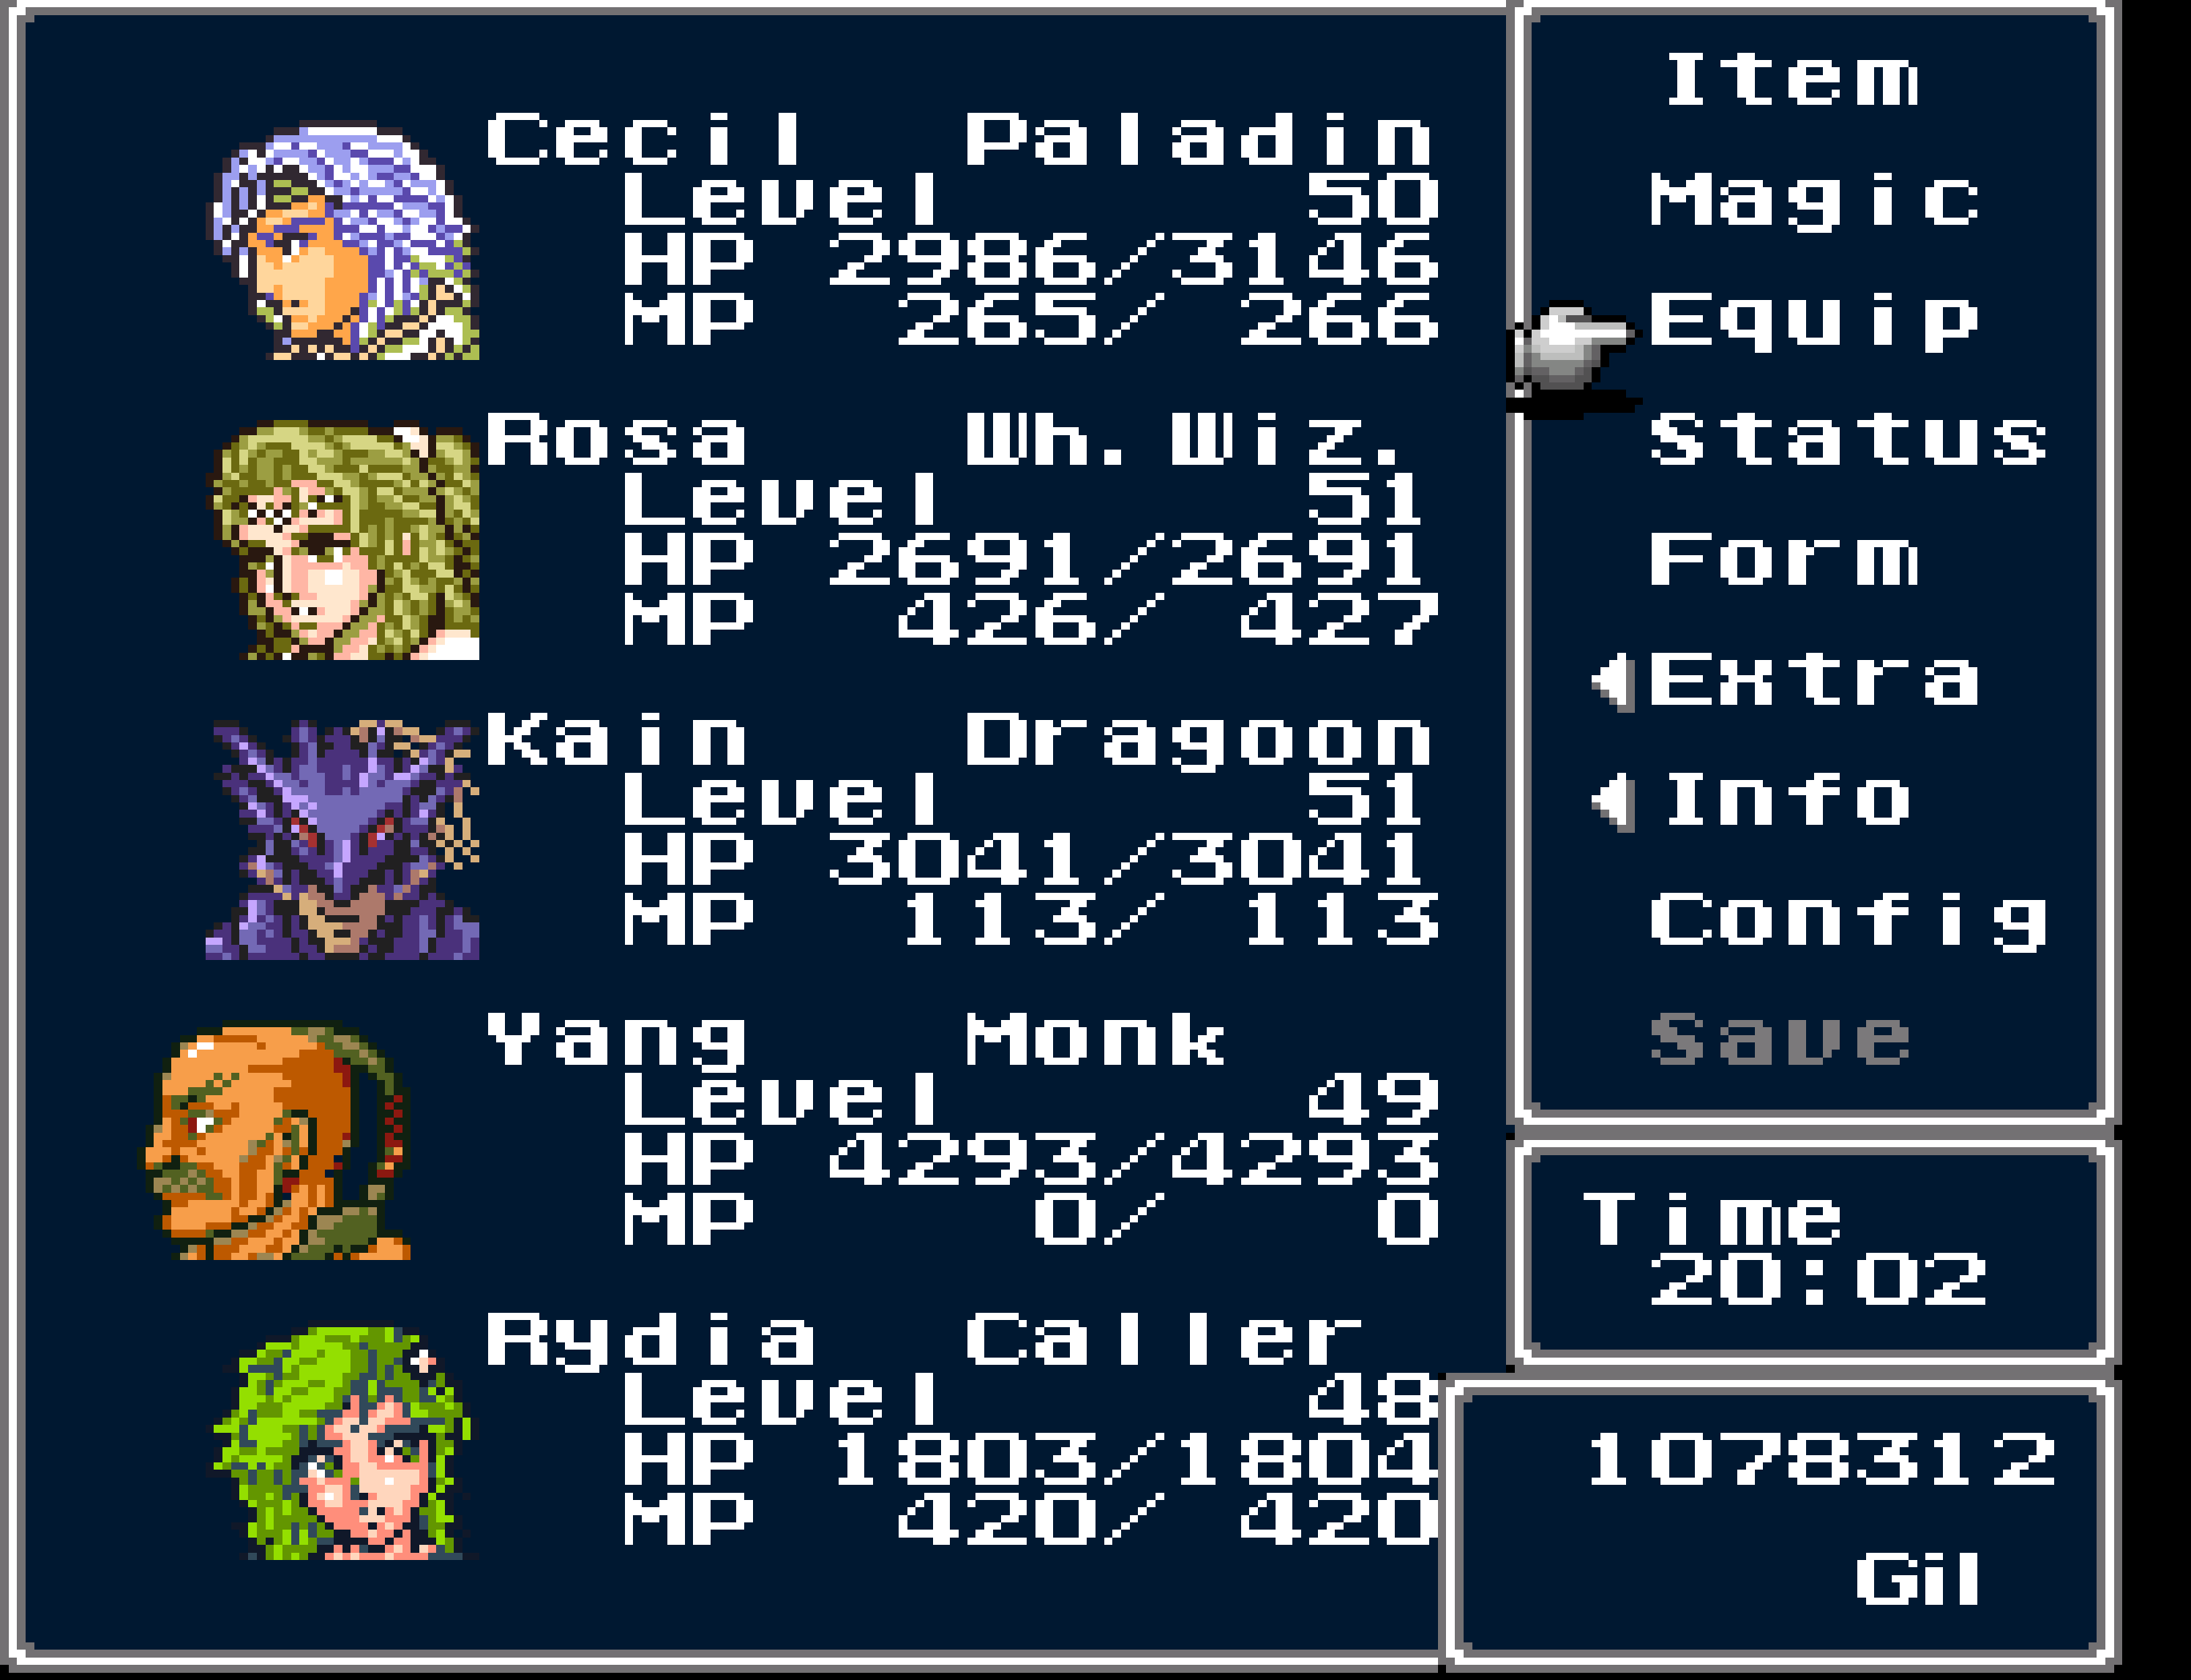 Cecil Paladin
Level 50
HP 2986/3146
MP 265/ 266
Rosa Wh. Wiz.
Level 51
HP 2691/2691
MP 426/ 427
Kain Dragoon
Level 51
HP 3041/3041
MP 113/ 113
Yang Monk
Level 49
HP 4293/4293
MP 0/ 0
Rydia Caller
Level 48
HP 1803/1804
MP 420/ 420
Item
Magic
Equip
Status
Form
Extra
Info
Config
Save
Time
20:02
1078312
Gil